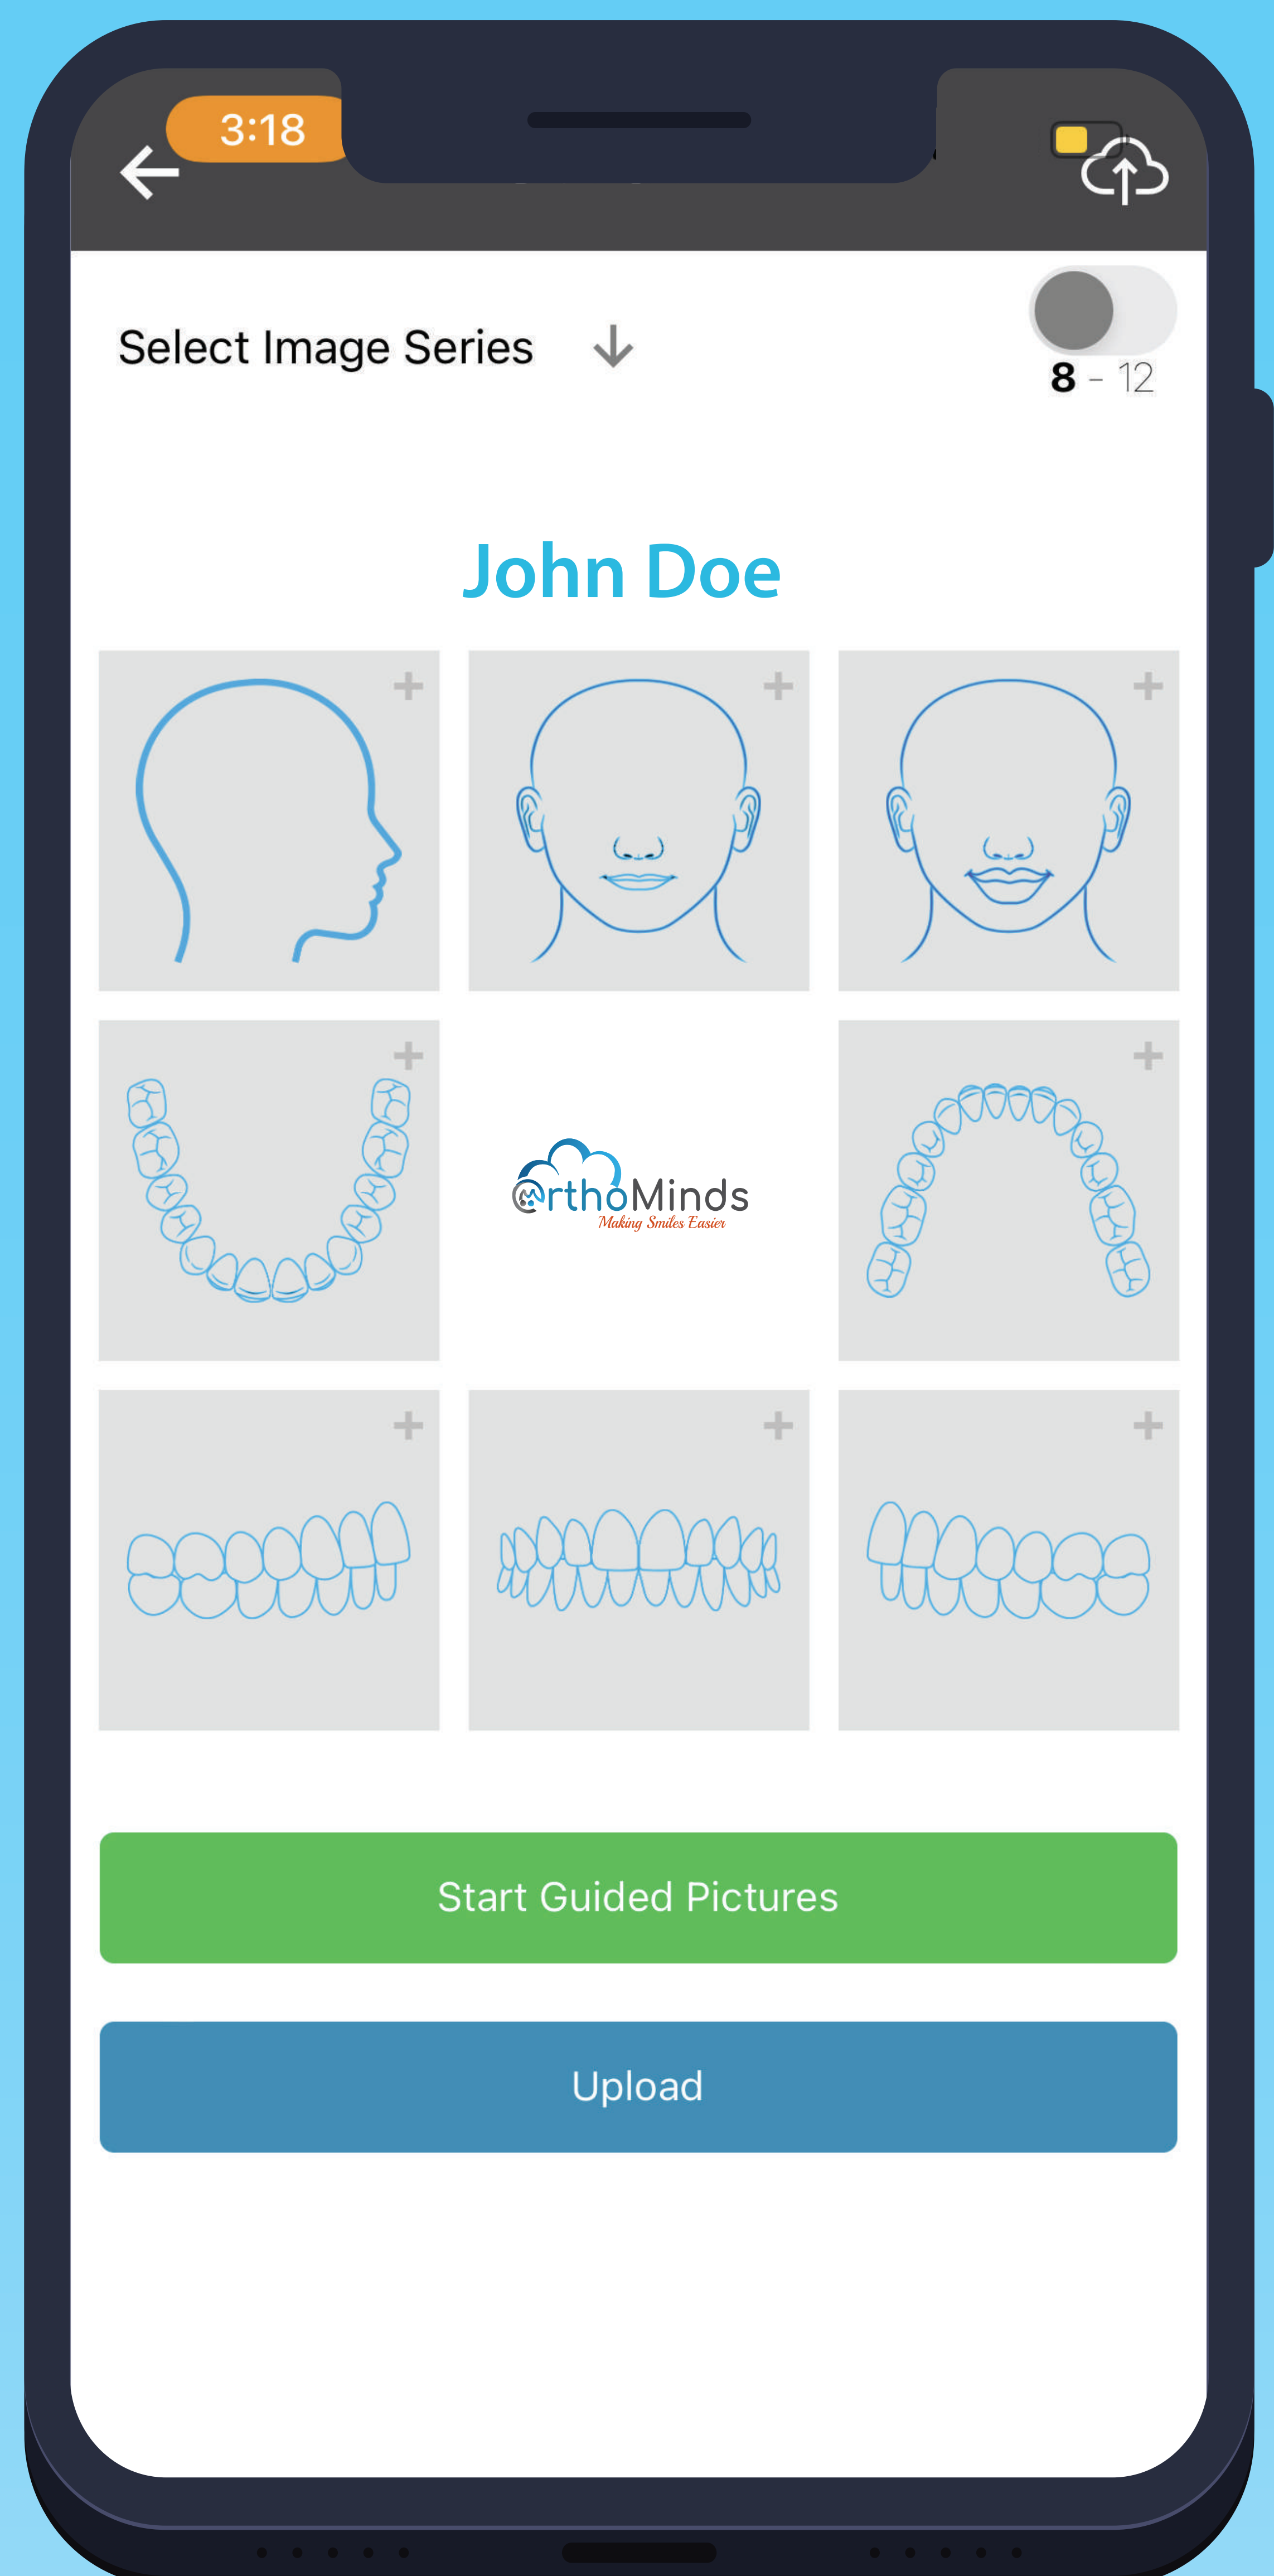 3:18
Select Image Series
8 - 12
John Doe
OrthoMinds
Making Smiles Easier
Start Guided Pictures
Upload